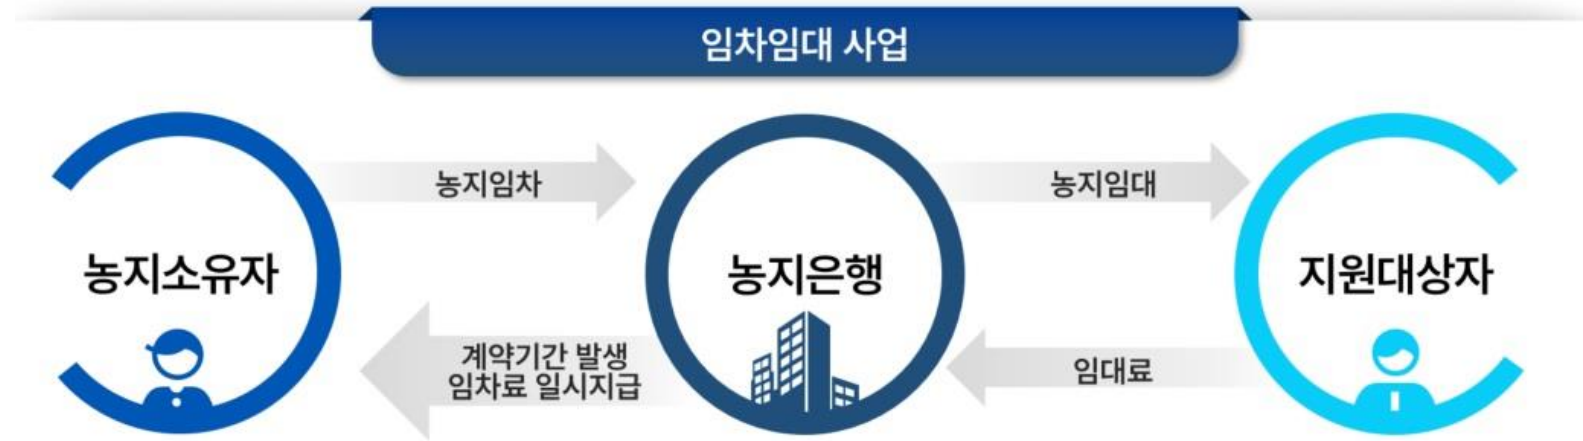 임차임대 사업
농지임차
농지임대
농지소유자
농지은행
지원대상자
계약기간 발생
임차료 일시지급
임대료